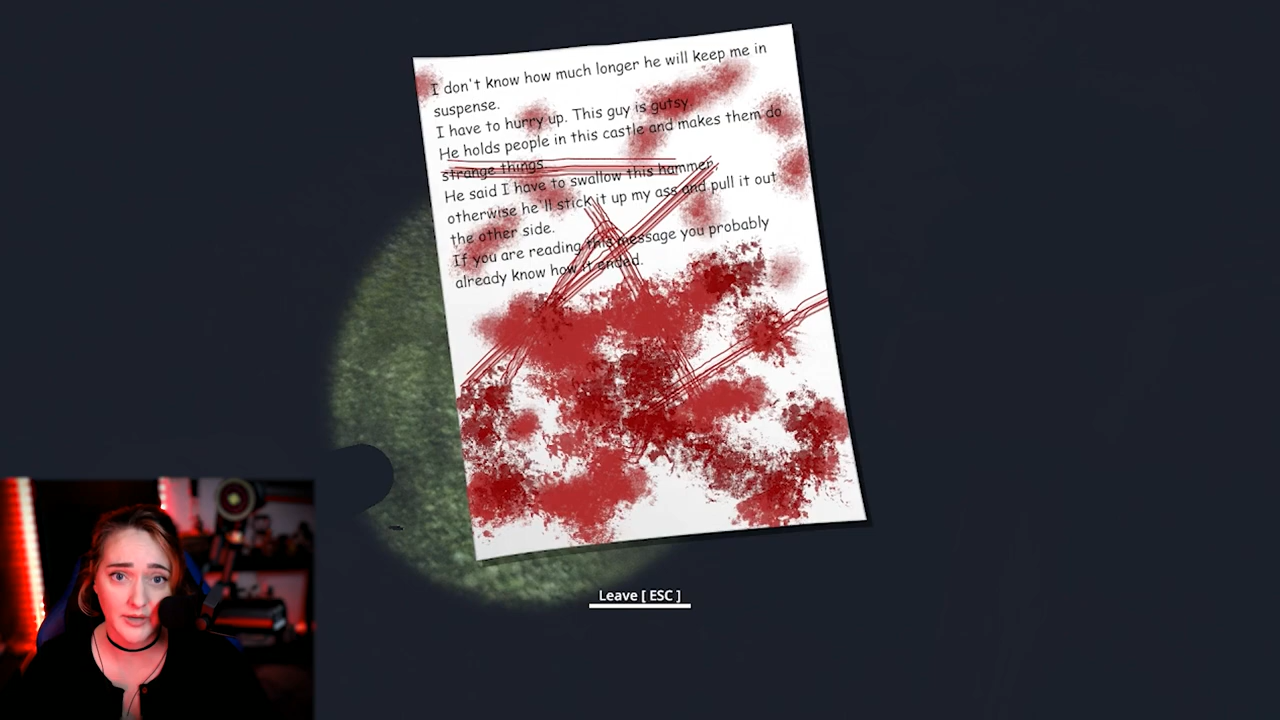 I don't know how much longer he will keep me in
suspense.
I have to hurry up. This guy is gutsy.
He holds people in this castle and makes them do
strange things.
He said I have to swallow this hammer,
otherwise he'll stick it up my ass and pull it out
the other side.
If you are reading this message you probably
already know how it ended.
Leave [ ESC ]